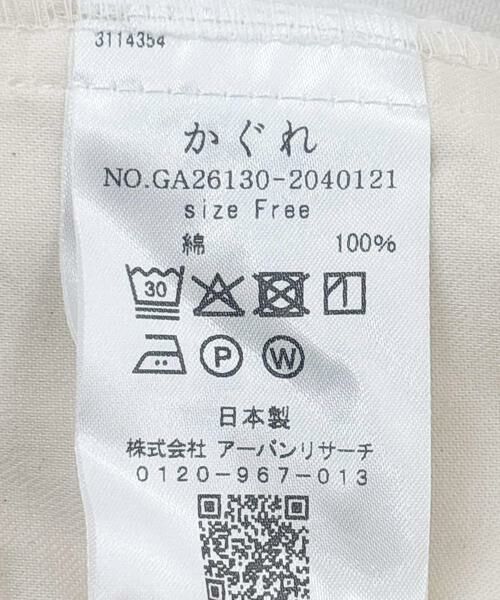 3114354
かぐれ
NO.GA26130-2040121
size Free
綿 100%
30
P W
日本製
株式会社 アーバンリサーチ
0120-967-013